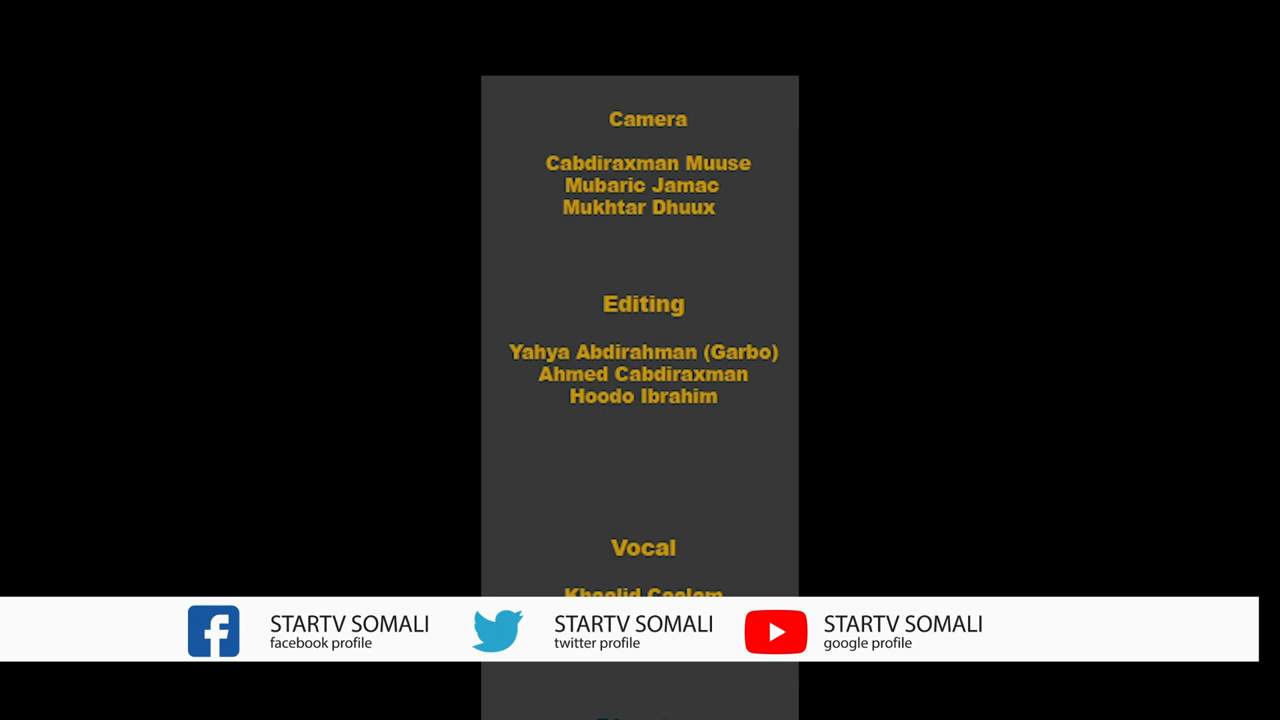 Camera
Cabdiraxman Muuse
Mubaric Jamac
Mukhtar Dhuux
Editing
Yahya Abdirahman (Garbo)
Ahmed Cabdiraxman
Hoodo Ibrahim
Vocal
STARTV SOMALI
facebook profile
STARTV SOMALI
twitter profile
STARTV SOMALI
google profile